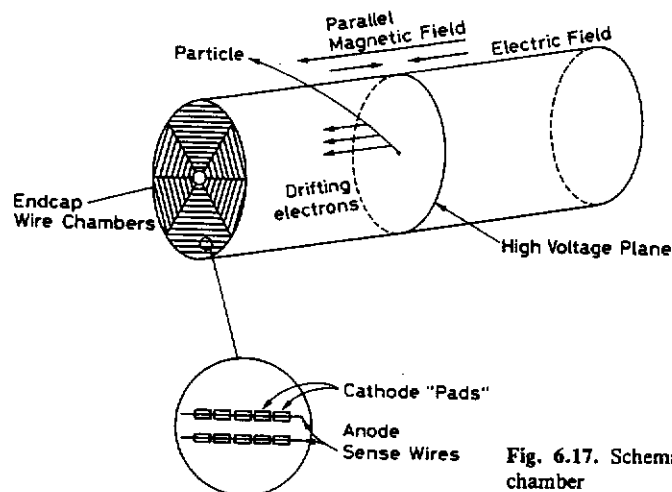 Parallel
Magnetic Field
Electric Field
Particle
Drifting
electrons
Endcap
Wire Chambers
High Voltage Plane
Cathode "Pads"
Anode
Sense Wires
Fig. 6.17. Schema
chamber